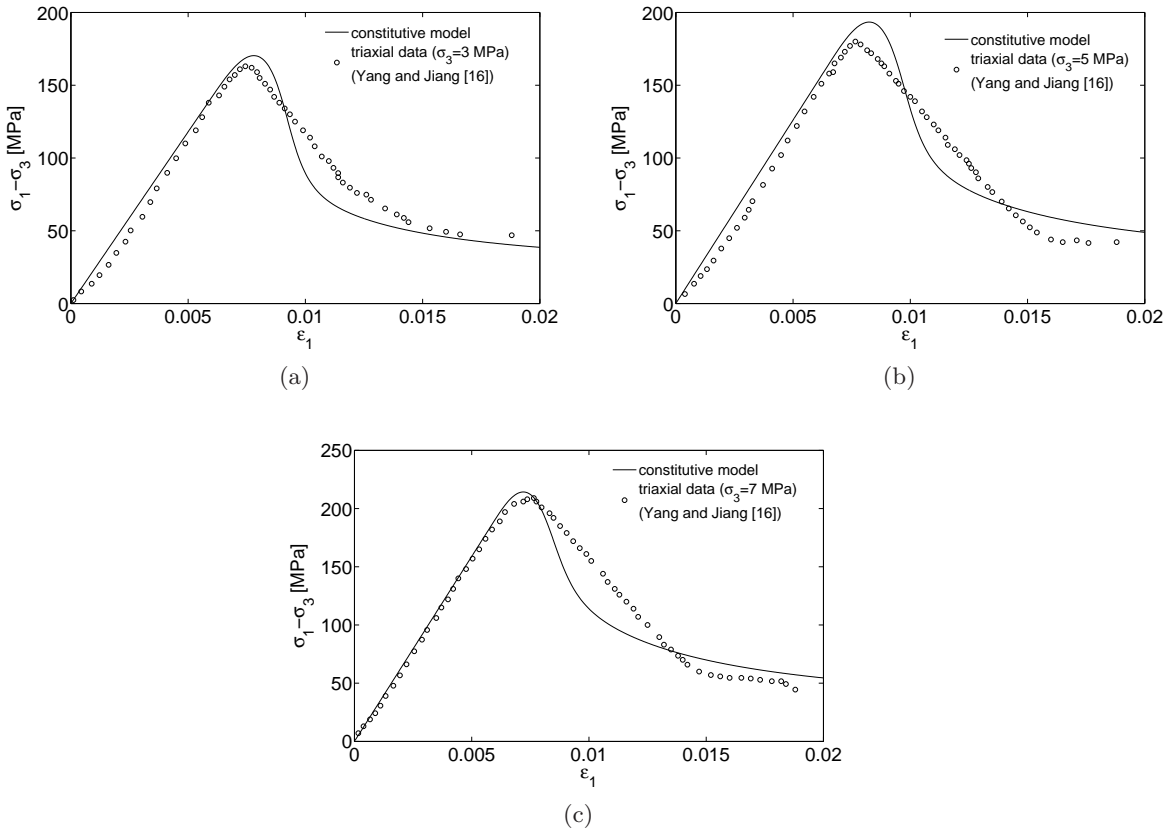 200
150
100
50
0
σ₁−σ₃ [MPa]
constitutive model
triaxial data (σ₃=3 MPa)
(Yang and Jiang [16])
0 0.005 0.01 0.015 0.02
ε₁
(a)
200
150
100
50
0
σ₁−σ₃ [MPa]
constitutive model
triaxial data (σ₃=5 MPa)
(Yang and Jiang [16])
0 0.005 0.01 0.015 0.02
ε₁
(b)
250
200
150
100
50
0
σ₁−σ₃ [MPa]
constitutive model
triaxial data (σ₃=7 MPa)
(Yang and Jiang [16])
0 0.005 0.01 0.015 0.02
ε₁
(c)